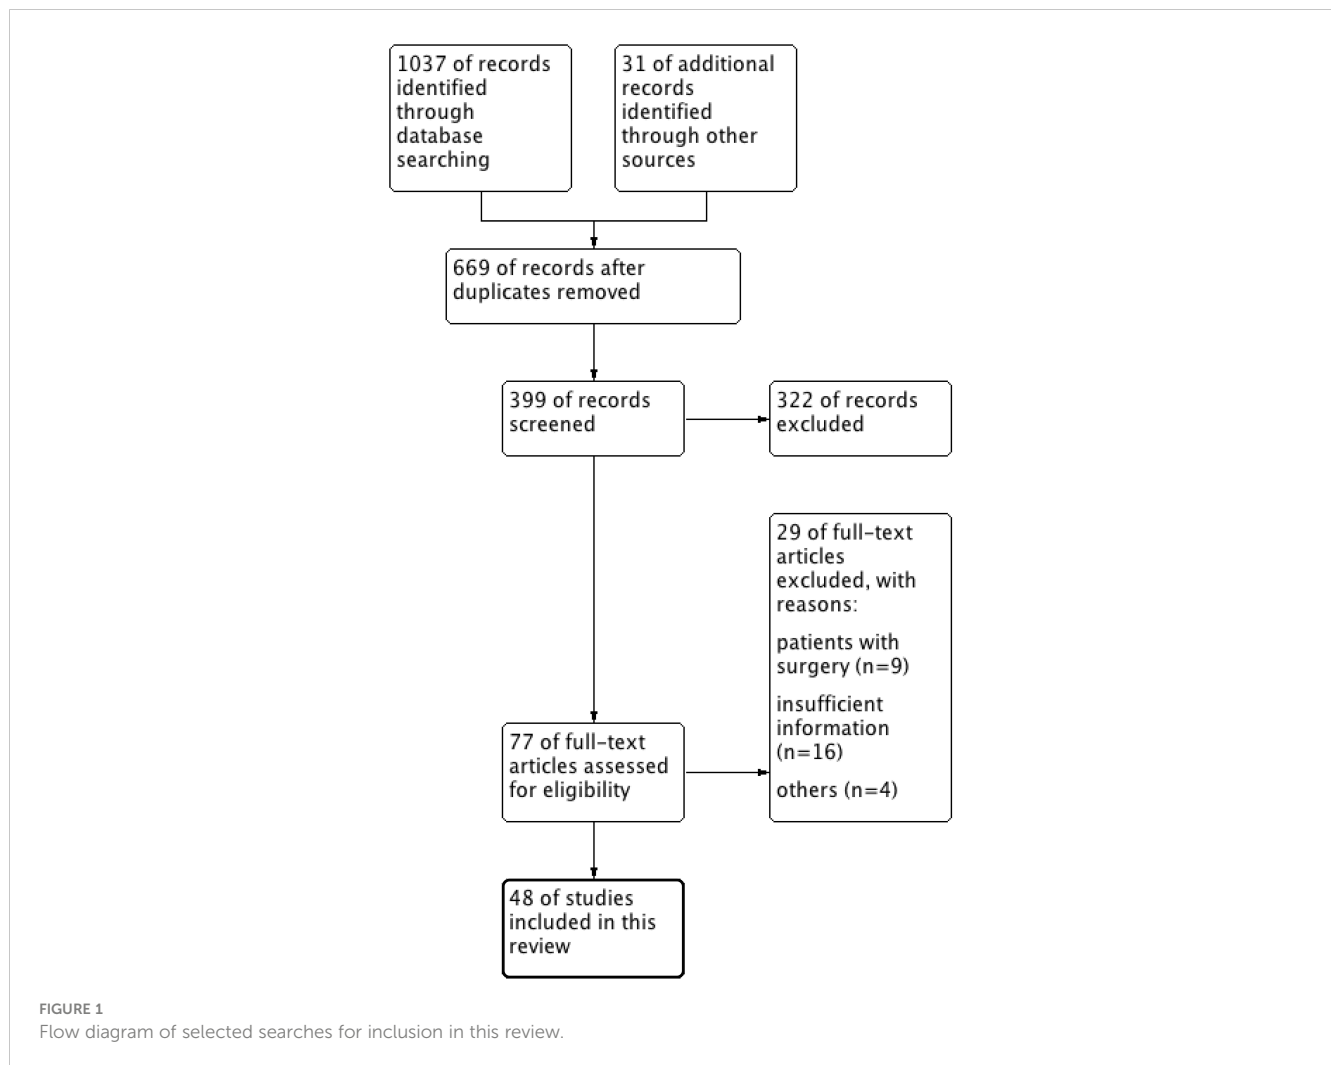 1037 of records
identified
through
database
searching
31 of additional
records
identified
through other
sources
669 of records after
duplicates removed
399 of records
screened
322 of records
excluded
29 of full-text
articles
excluded, with
reasons:
patients with
surgery (n=9)
insufficient
information
(n=16)
others (n=4)
77 of full-text
articles assessed
for eligibility
48 of studies
included in this
review
FIGURE 1
Flow diagram of selected searches for inclusion in this review.